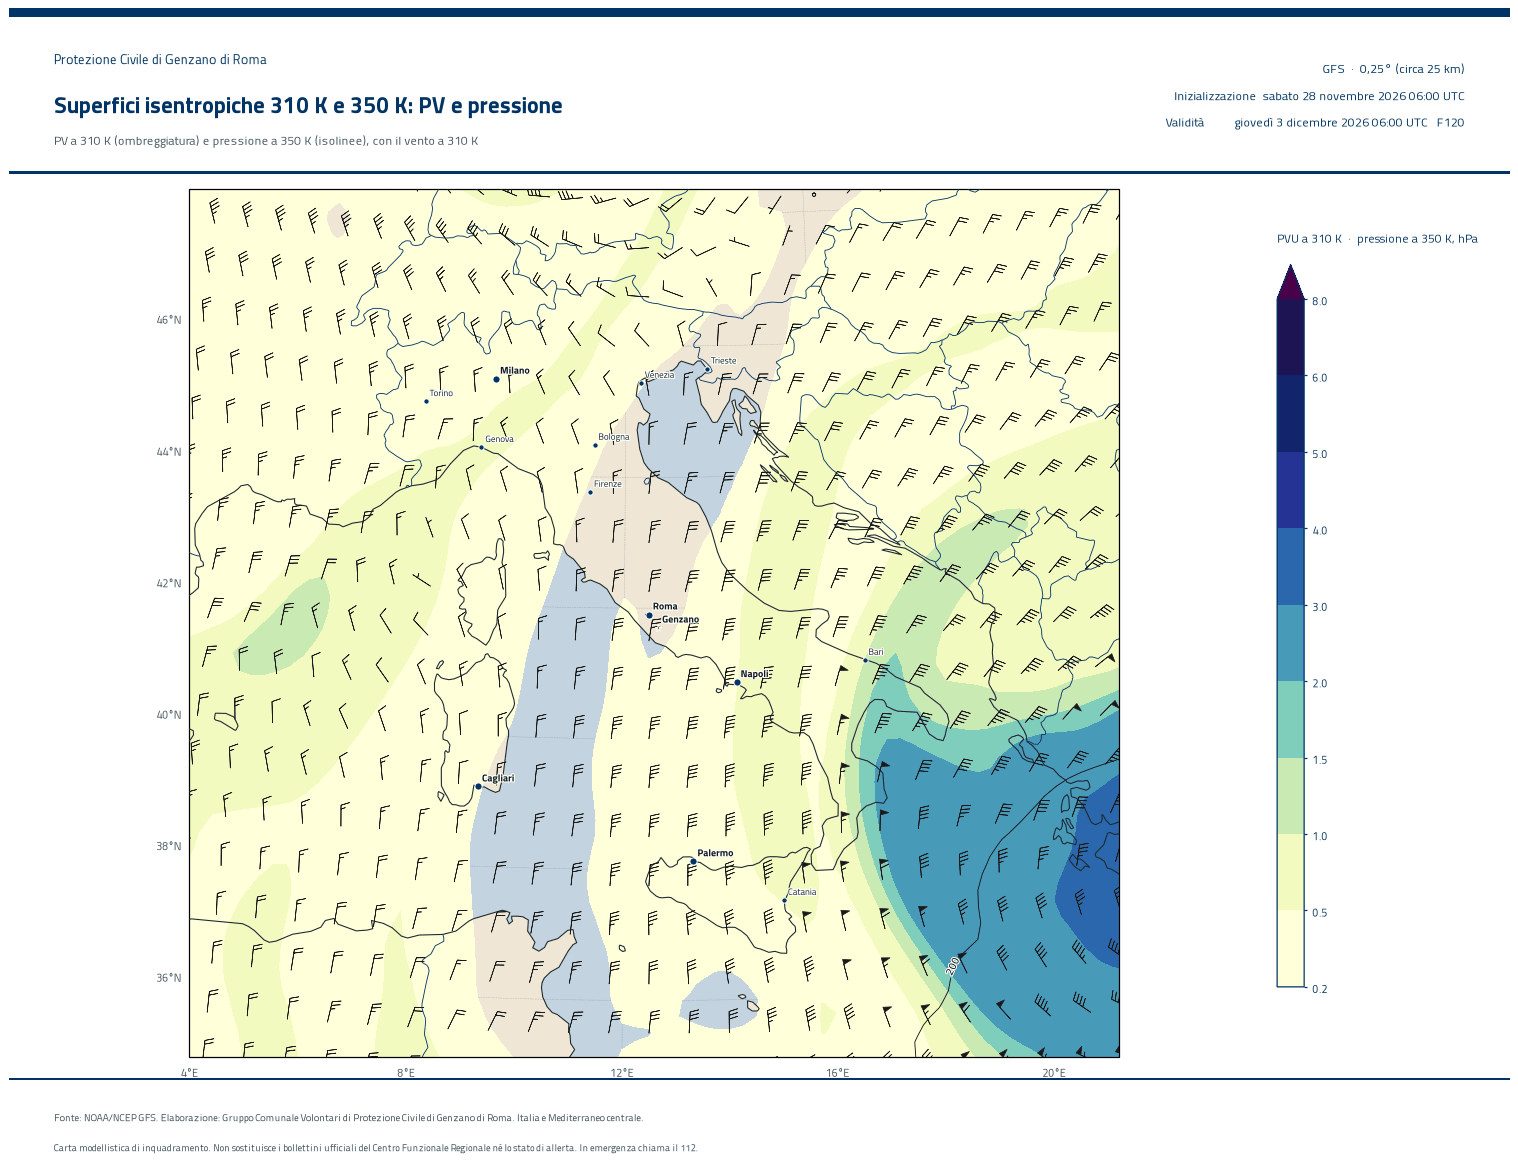 Protezione Civile di Genzano di Roma
Superfici isentropiche 310 K e 350 K: PV e pressione
PV a 310 K (ombreggiatura) e pressione a 350 K (isolinee), con il vento a 310 K
GFS · 0,25° (circa 25 km)
Inizializzazione sabato 28 novembre 2026 06:00 UTC
Validità giovedì 3 dicembre 2026 06:00 UTC F120
PVU a 310 K · pressione a 350 K, hPa
8.0
6.0
5.0
4.0
3.0
2.0
1.5
1.0
0.5
0.2
46°N
44°N
42°N
40°N
38°N
36°N
4°E
8°E
12°E
16°E
20°E
Trieste
Venezia
Milano
Torino
Genova
Bologna
Firenze
Roma
Genzano
Bari
Napoli
Cagliari
Palermo
Catania
200
Fonte: NOAA/NCEP GFS. Elaborazione: Gruppo Comunale Volontari di Protezione Civile di Genzano di Roma. Italia e Mediterraneo centrale.
Carta modellistica di inquadramento. Non sostituisce i bollettini ufficiali del Centro Funzionale Regionale né lo stato di allerta. In emergenza chiama il 112.